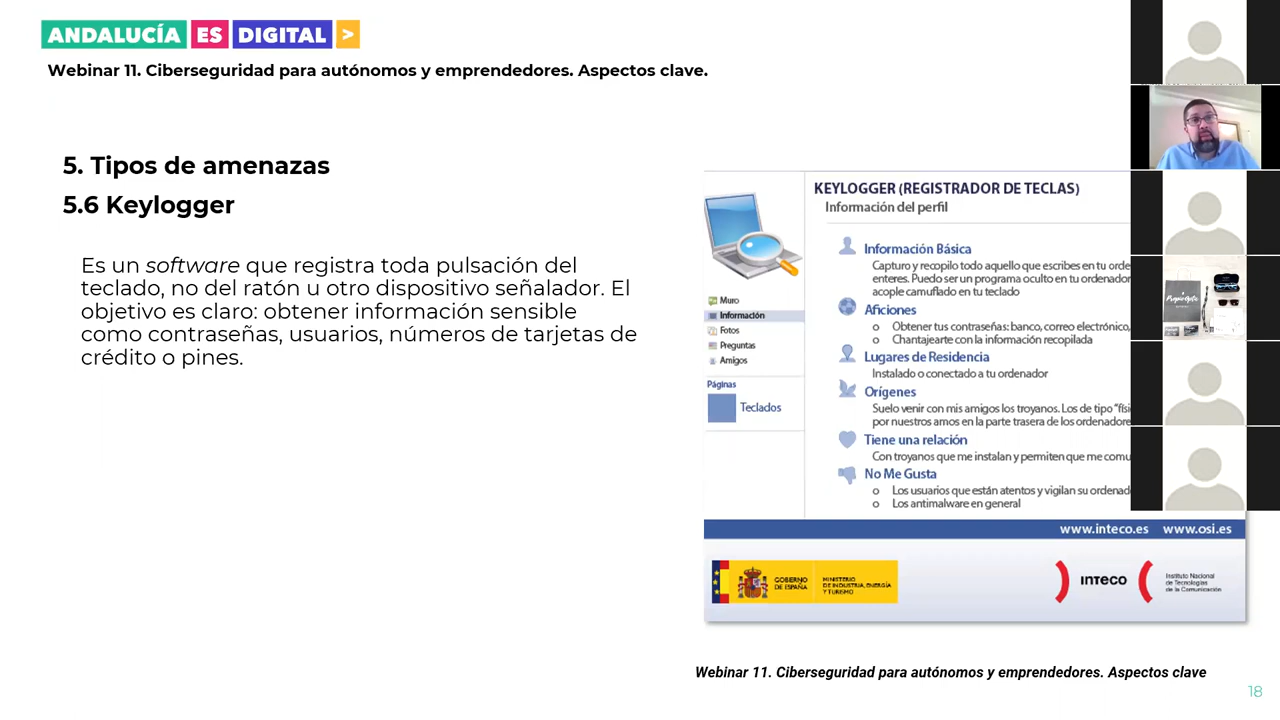 ANDALUCÍA ES DIGITAL >
Webinar 11. Ciberseguridad para autónomos y emprendedores. Aspectos clave.
5. Tipos de amenazas
5.6 Keylogger
Es un software que registra toda pulsación del
teclado, no del ratón u otro dispositivo señalador. El
objetivo es claro: obtener información sensible
como contraseñas, usuarios, números de tarjetas de
crédito o pines.
KEYLOGGER (REGISTRADOR DE TECLAS)
Información del perfil
Muro
Información
Fotos
Preguntas
Amigos
Páginas
Teclados
Información Básica
Capturo y recopilo todo aquello que escribes en tu
enteres. Puedo ser un programa oculto en tu ordenador
acople camuflado en tu teclado
Aficiones
o Obtener tus contraseñas: banco, correo electrónico,
o Chantajearte con la información recopilada
Lugares de Residencia
Instalado o conectado a tu ordenador
Orígenes
Suelo venir con mis amigos los troyanos. Los de tipo
por nuestros amos en la parte trasera de los ordenadore
Tiene una relación
Con troyanos que me instalan y permiten que me
No Me Gusta
o Los usuarios que están atentos y vigilan su
o Los antimalware en general
www.inteco.es www.osi.es
GOBIERNO
DE ESPAÑA
MINISTERIO
DE INDUSTRIA, ENERGÍA
Y TURISMO
INTECO
Instituto Nacional
de Tecnologías
de la Comunicación
Webinar 11. Ciberseguridad para autónomos y emprendedores. Aspectos clave
18